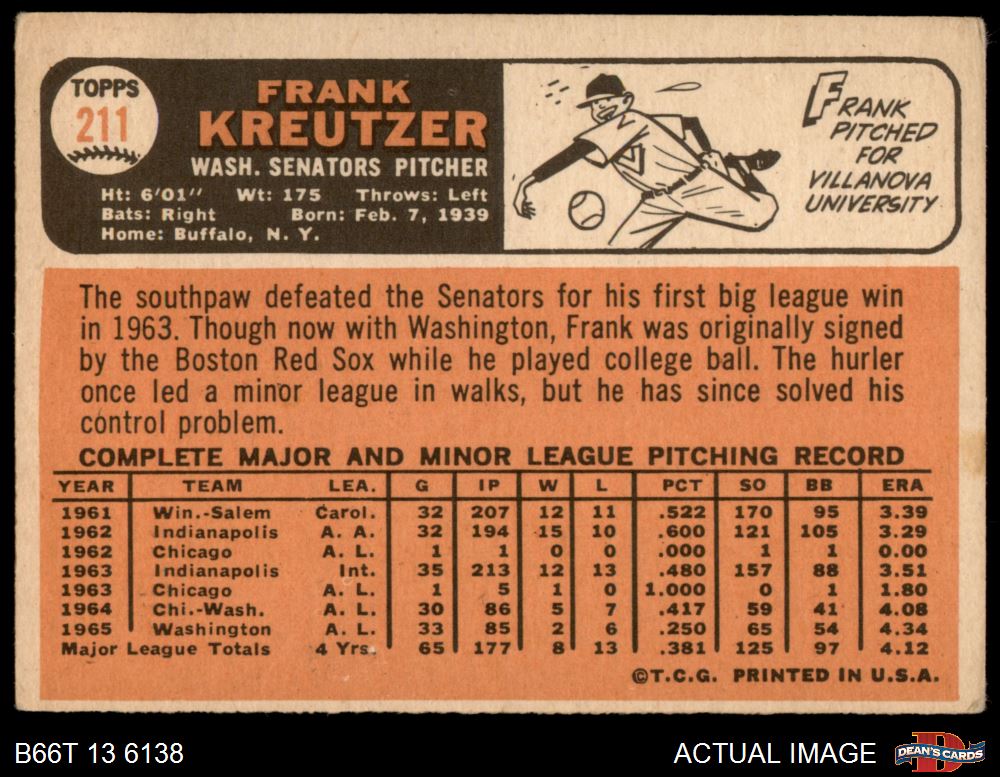 TOPPS
211
FRANK
KREUTZER
WASH. SENATORS PITCHER
Ht: 6'01" Wt: 175 Throws: Left
Bats: Right Born: Feb. 7, 1939
Home: Buffalo, N. Y.
FRANK
PITCHED
FOR
VILLANOVA
UNIVERSITY
The southpaw defeated the Senators for his first big league win
in 1963. Though now with Washington, Frank was originally signed
by the Boston Red Sox while he played college ball. The hurler
once led a minor league in walks, but he has since solved his
control problem.
COMPLETE MAJOR AND MINOR LEAGUE PITCHING RECORD
YEAR TEAM LEA. G IP W L PCT SO BB ERA
1961 Win.-Salem Carol. 32 207 12 11 .522 170 95 3.39
1962 Indianapolis A. A. 32 194 15 10 .600 121 105 3.29
1962 Chicago A. L. 1 1 0 0 .000 1 1 0.00
1963 Indianapolis Int. 35 213 12 13 .480 157 88 3.51
1963 Chicago A. L. 1 5 1 0 1.000 0 1 1.80
1964 Chi.-Wash. A. L. 30 86 5 7 .417 59 41 4.08
1965 Washington A. L. 33 85 2 6 .250 65 54 4.34
Major League Totals 4 Yrs. 65 177 8 13 .381 125 97 4.12
©T.C.G. PRINTED IN U.S.A.
B66T 13 6138
ACTUAL IMAGE
D
DEAN'S CARDS